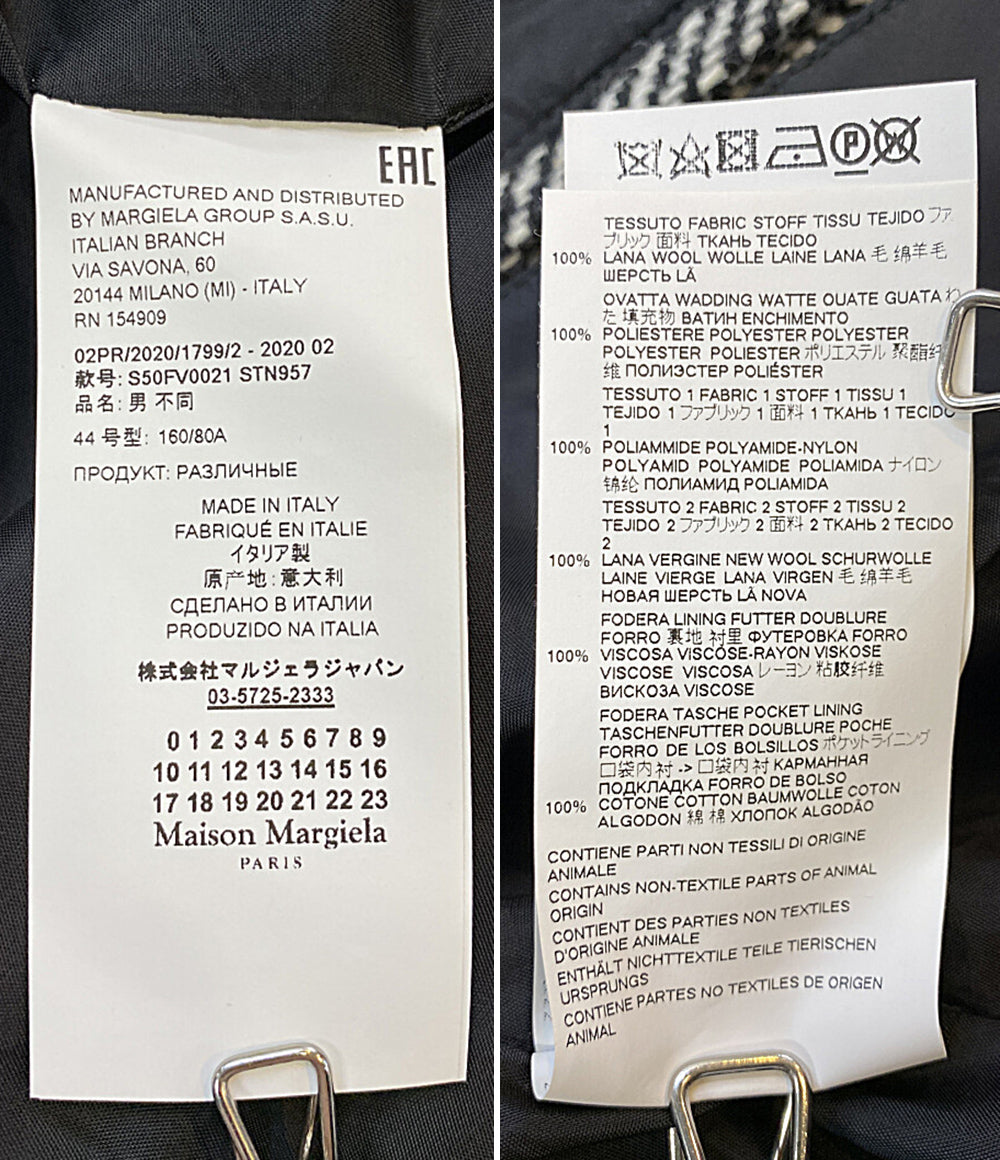 EAC
MANUFACTURED AND DISTRIBUTED
BY MARGIELA GROUP S.A.S.U.
ITALIAN BRANCH
VIA SAVONA, 60
20144 MILANO (MI) - ITALY
RN 154909
02PR/2020/1799/2 - 2020 02
款号: S50FV0021 STN957
品名: 男 不同
44 号型: 160/80A
ПРОДУКТ: РАЗЛИЧНЫЕ
MADE IN ITALY
FABRIQUÉ EN ITALIE
イタリア製
原产地: 意大利
СДЕЛАНО В ИТАЛИИ
PRODUZIDO NA ITALIA
株式会社マルジェラジャパン
03-5725-2333
0 1 2 3 4 5 6 7 8 9
10 11 12 13 14 15 16
17 18 19 20 21 22 23
Maison Margiela
PARIS
P W
TESSUTO FABRIC STOFF TISSU TEJIDO ファ
ブリック 面料 ТКАНЬ TECIDO
100% LANA WOOL WOLLE LAINE LANA 毛 绵羊毛
ШЕРСТЬ LÃ
OVATTA WADDING WATTE OUATE GUATA わ
た 填充物 ВАТИН ENCHIMENTO
100% POLIESTERE POLYESTER POLYESTER
POLYESTER POLIESTER ポリエステル 聚酯纤
维 ПОЛИЭСТЕР POLIÉSTER
TESSUTO 1 FABRIC 1 STOFF 1 TISSU 1
TEJIDO 1 ファブリック 1 面料 1 ТКАНЬ 1 TECIDO
1
100% POLIAMMIDE POLYAMIDE-NYLON
POLYAMID POLYAMIDE POLIAMIDA ナイロン
锦纶 ПОЛИАМИД POLIAMIDA
TESSUTO 2 FABRIC 2 STOFF 2 TISSU 2
TEJIDO 2 ファブリック 2 面料 2 ТКАНЬ 2 TECIDO
2
100% LANA VERGINE NEW WOOL SCHURWOLLE
LAINE VIERGE LANA VIRGEN 毛 绵羊毛
НОВАЯ ШЕРСТЬ LÃ NOVA
FODERA LINING FUTTER DOUBLURE
FORRO 裏地 衬里 ФУТЕРОВКА FORRO
100% VISCOSA VISCOSE-RAYON VISKOSE
VISCOSE VISCOSA レーヨン 粘胶纤维
ВИСКОЗА VISCOSE
FODERA TASCHE POCKET LINING
TASCHENFUTTER DOUBLURE POCHE
FORRO DE LOS BOLSILLOS ポケットライニング
口袋内衬 -> 口袋内衬 КАРМАННАЯ
ПОДКЛАДКА FORRO DE BOLSO
100% COTONE COTTON BAUMWOLLE COTON
ALGODON 綿 棉 ХЛОПОК ALGODÃO
CONTIENE PARTI NON TESSILI DI ORIGINE
ANIMALE
CONTAINS NON-TEXTILE PARTS OF ANIMAL
ORIGIN
CONTIENT DES PARTIES NON TEXTILES
D'ORIGINE ANIMALE
ENTHÄLT NICHTTEXTILE TEILE TIERISCHEN
URSPRUNGS
CONTIENE PARTES NO TEXTILES DE ORIGEN
ANIMAL